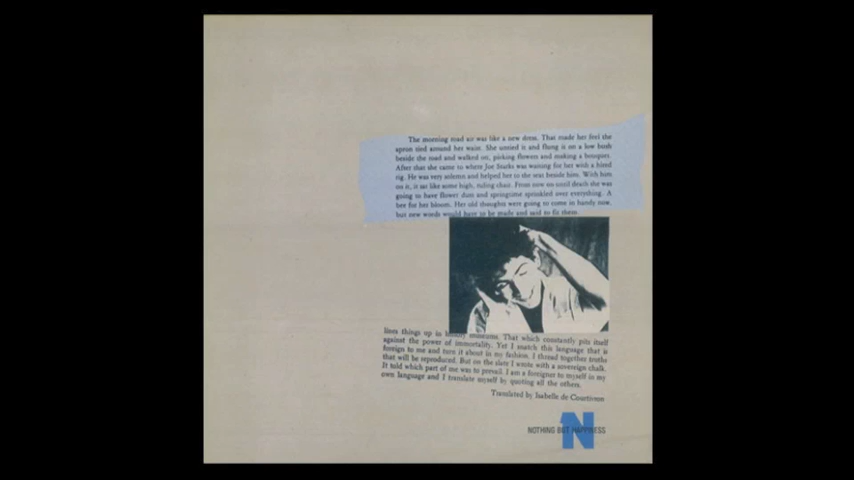 The morning road air was like a new dress. That made her feel the
apron tied around her waist. She untied it and flung it on a low bush
beside the road and walked on, picking flowers and making a bouquet.
After that she came to where Joe Starks was waiting for her with a hired
rig. He was very solemn and helped her to the seat beside him. With him
on it, it sat like some high, ruling chair. From now on until death she was
going to have flower dust and springtime sprinkled over everything. A
bee for her bloom. Her old thoughts were going to come in handy now,
but new words would have to be made and said to fit them.
lines things up in museums. That which constantly pits itself
against the power of immortality. Yet I snatch this language that is
foreign to me and turn it about in my fashion. I thread together truths
that will be reproduced. But on the slate I wrote with a sovereign chalk.
It told which part of me was to prevail. I am a foreigner to myself in my
own language and I translate myself by quoting all the others.
Translated by Isabelle de Courtivron
N
NOTHING BUT HAPPINESS